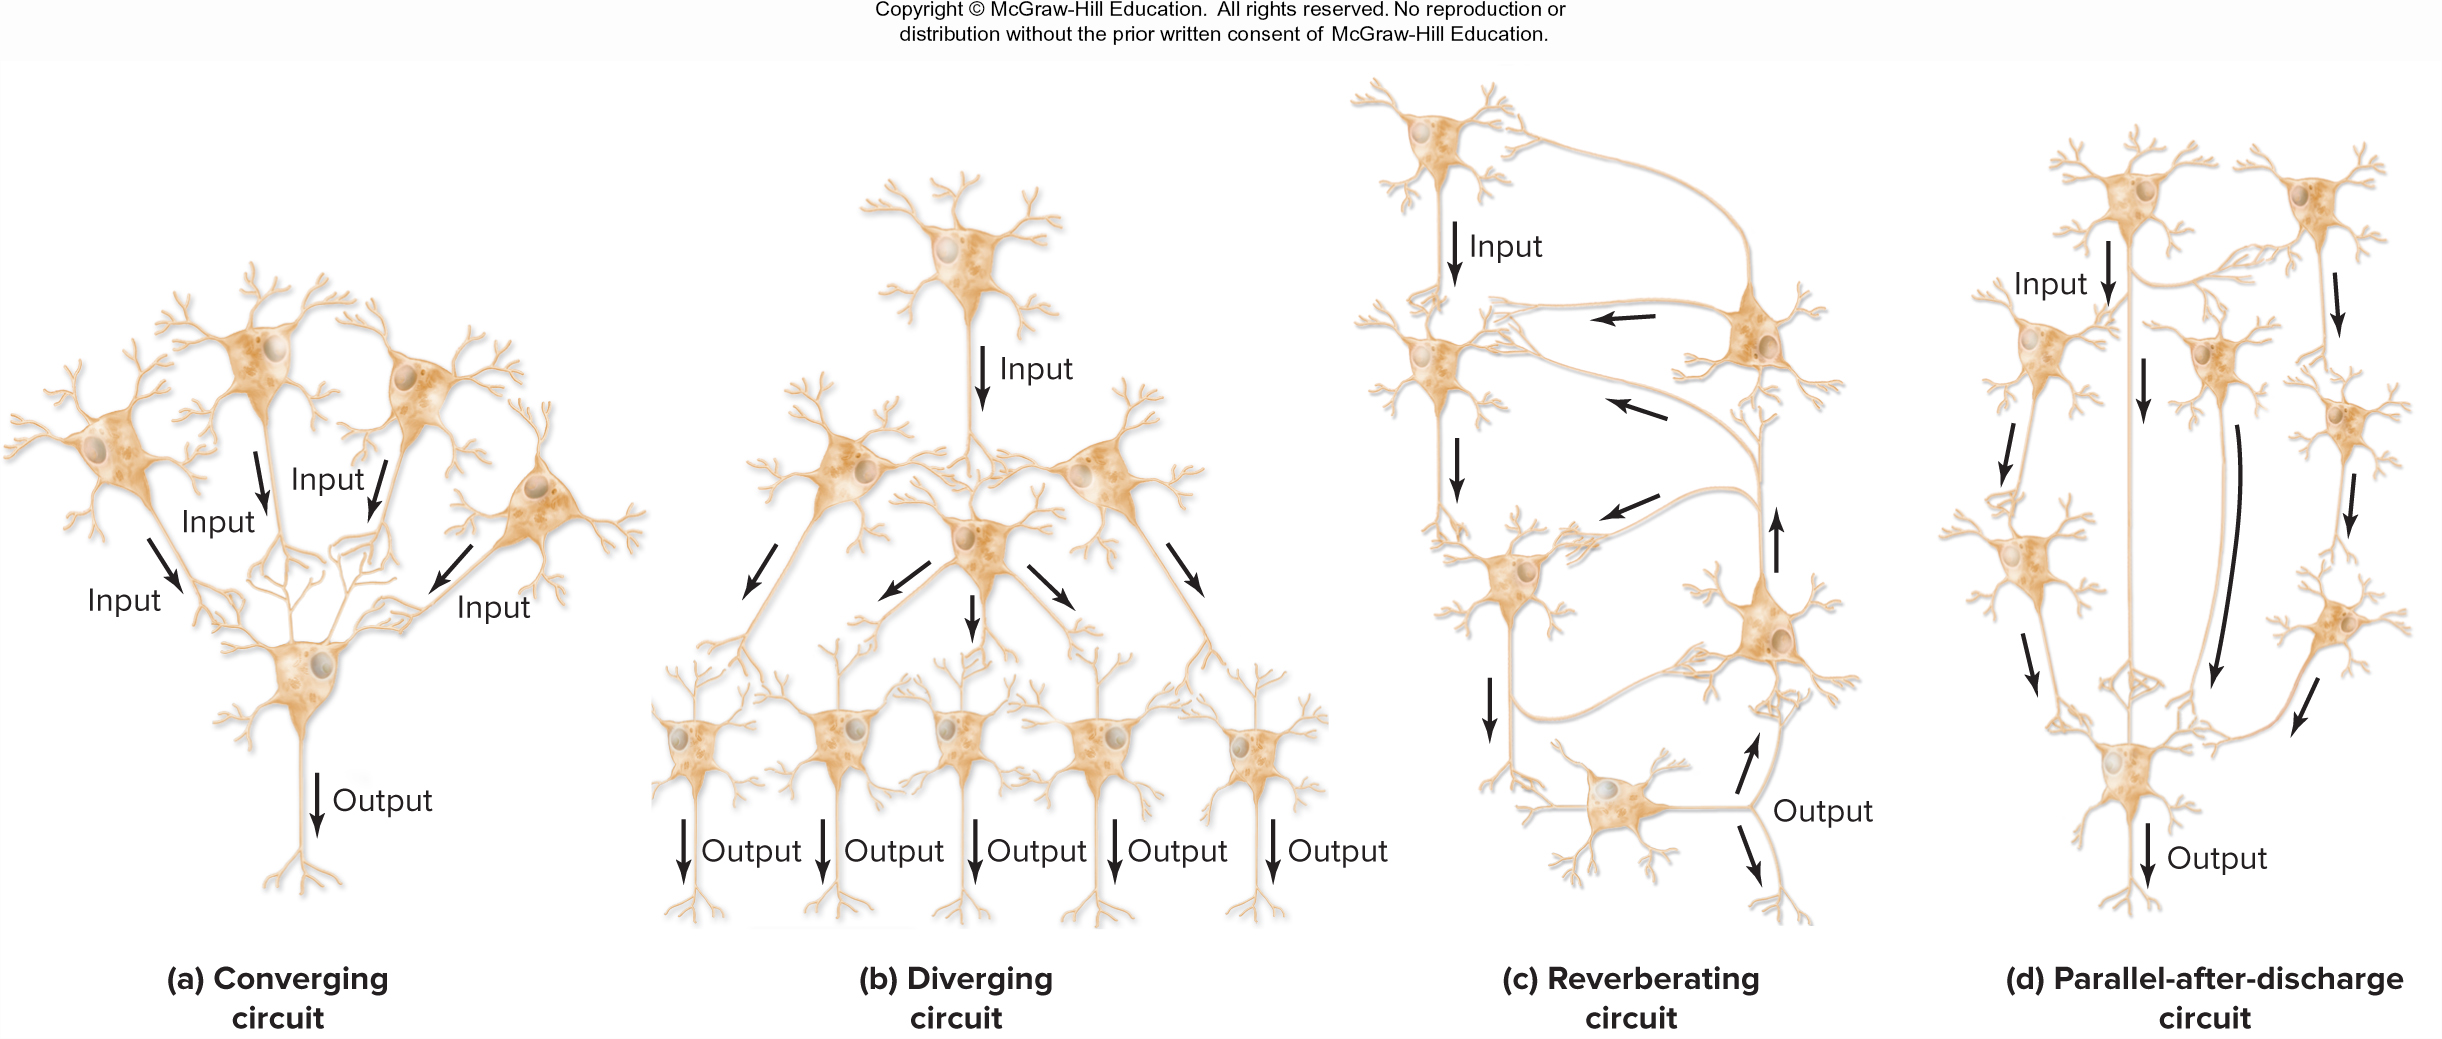 Copyright © McGraw-Hill Education. All rights reserved. No reproduction or
distribution without the prior written consent of McGraw-Hill Education.
Input
Input
Input
Input
Output
(a) Converging
circuit
Input
Output
Output
Output
Output
Output
(b) Diverging
circuit
Input
Output
(c) Reverberating
circuit
Input
Output
(d) Parallel-after-discharge
circuit